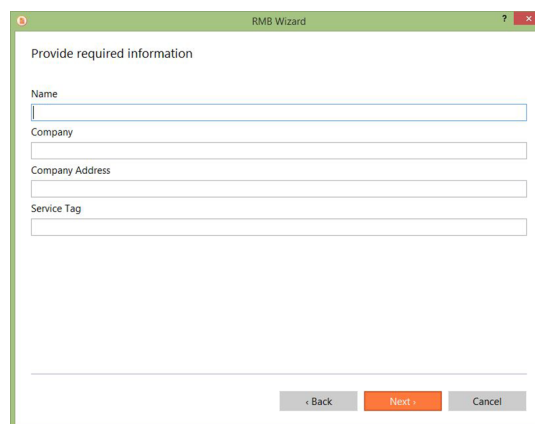 RMB Wizard ?
Provide required information
Name
Company
Company Address
Service Tag
‹ Back Next › Cancel